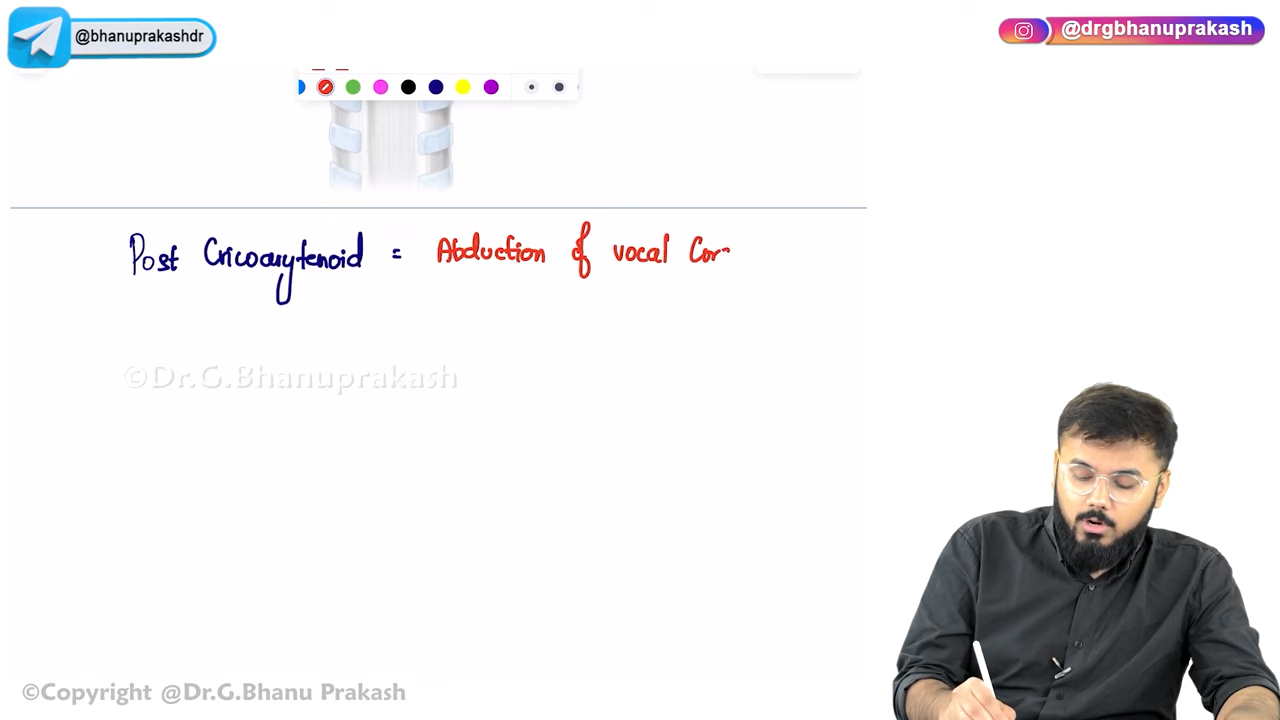 @bhanuprakashdr
@drgbhanuprakash
Post Cricoarytenoid = Abduction of vocal Cor
©Dr.G.Bhanuprakash
©Copyright @Dr.G.Bhanu Prakash